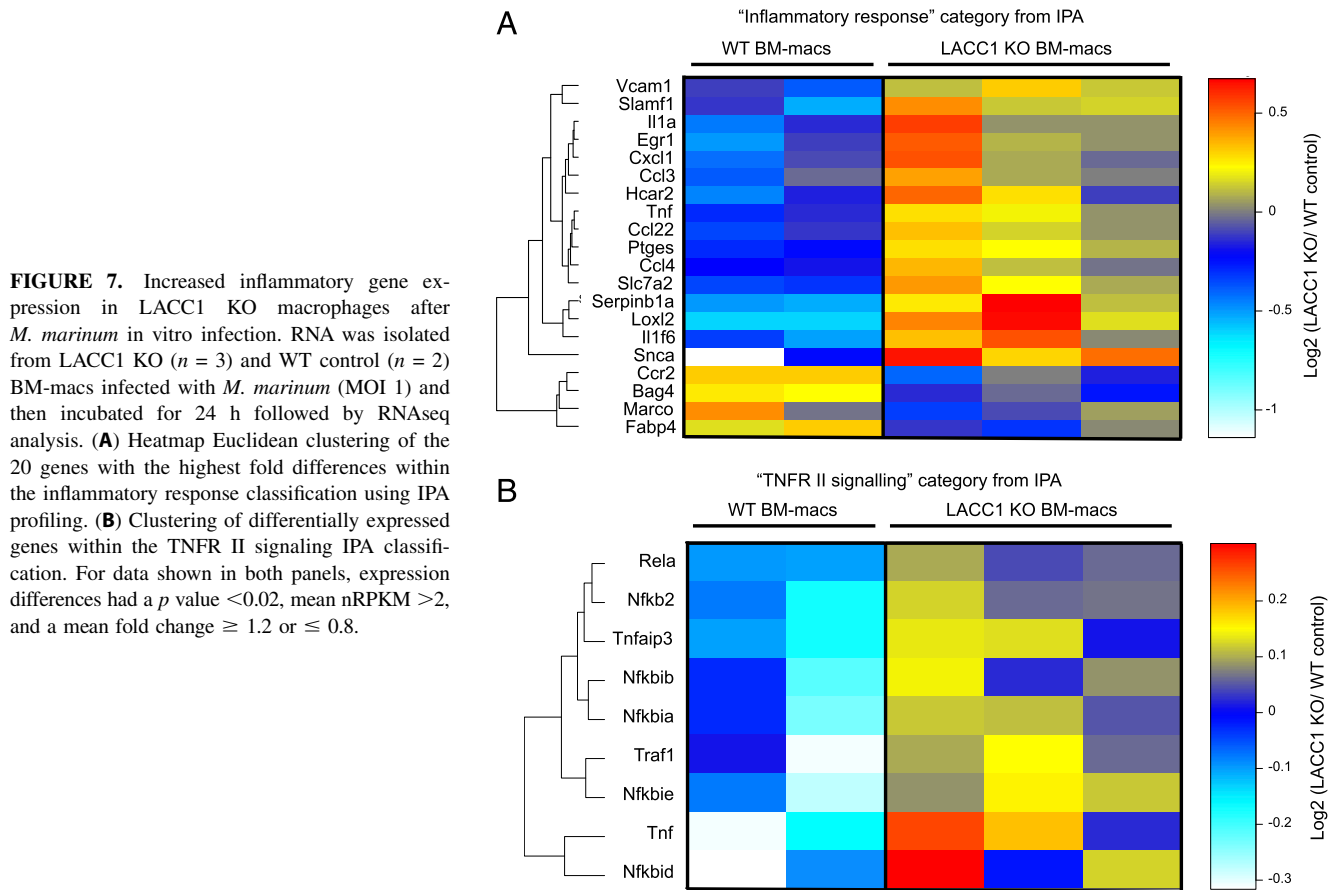 FIGURE 7. Increased inflammatory gene ex-
pression in LACC1 KO macrophages after
M. marinum in vitro infection. RNA was isolated
from LACC1 KO (n = 3) and WT control (n = 2)
BM-macs infected with M. marinum (MOI 1) and
then incubated for 24 h followed by RNAseq
analysis. (A) Heatmap Euclidean clustering of the
20 genes with the highest fold differences within
the inflammatory response classification using IPA
profiling. (B) Clustering of differentially expressed
genes within the TNFR II signaling IPA classifi-
cation. For data shown in both panels, expression
differences had a p value <0.02, mean nRPKM >2,
and a mean fold change ≥ 1.2 or ≤ 0.8.
A
"Inflammatory response" category from IPA
WT BM-macs
LACC1 KO BM-macs
Vcam1
Slamf1
Il1a
Egr1
Cxcl1
Ccl3
Hcar2
Tnf
Ccl22
Ptges
Ccl4
Slc7a2
Serpinb1a
Loxl2
Il1f6
Snca
Ccr2
Bag4
Marco
Fabp4
0.5
0
-0.5
-1
Log2 (LACC1 KO/ WT control)
B
"TNFR II signalling" category from IPA
WT BM-macs
LACC1 KO BM-macs
Rela
Nfkb2
Tnfaip3
Nfkbib
Nfkbia
Traf1
Nfkbie
Tnf
Nfkbid
0.2
0.1
0
-0.1
-0.2
-0.3
Log2 (LACC1 KO/ WT control)